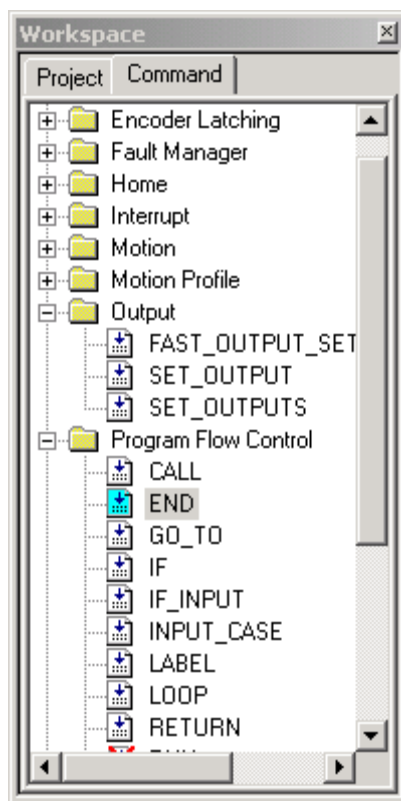 Workspace
Project Command
Encoder Latching
Fault Manager
Home
Interrupt
Motion
Motion Profile
Output
FAST_OUTPUT_SET
SET_OUTPUT
SET_OUTPUTS
Program Flow Control
CALL
END
GO_TO
IF
IF_INPUT
INPUT_CASE
LABEL
LOOP
RETURN